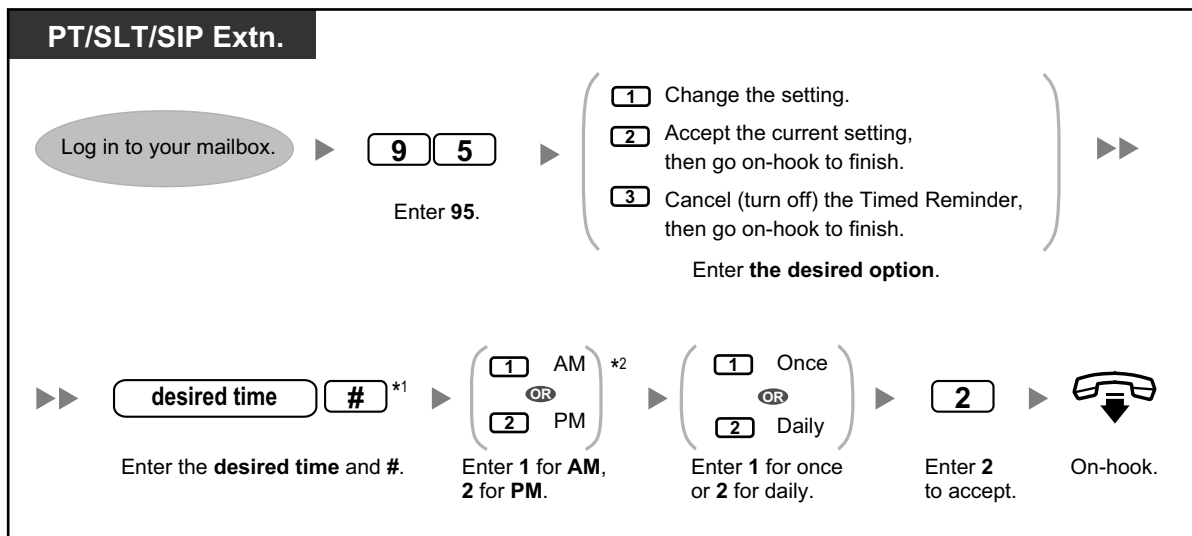 PT/SLT/SIP Extn.
Log in to your mailbox.
9 5
Enter 95.
1 Change the setting.
2 Accept the current setting,
then go on-hook to finish.
3 Cancel (turn off) the Timed Reminder,
then go on-hook to finish.
Enter the desired option.
desired time # *1
Enter the desired time and #.
1 AM *2
OR
2 PM
Enter 1 for AM,
2 for PM.
1 Once
OR
2 Daily
Enter 1 for once
or 2 for daily.
2
Enter 2
to accept.
On-hook.